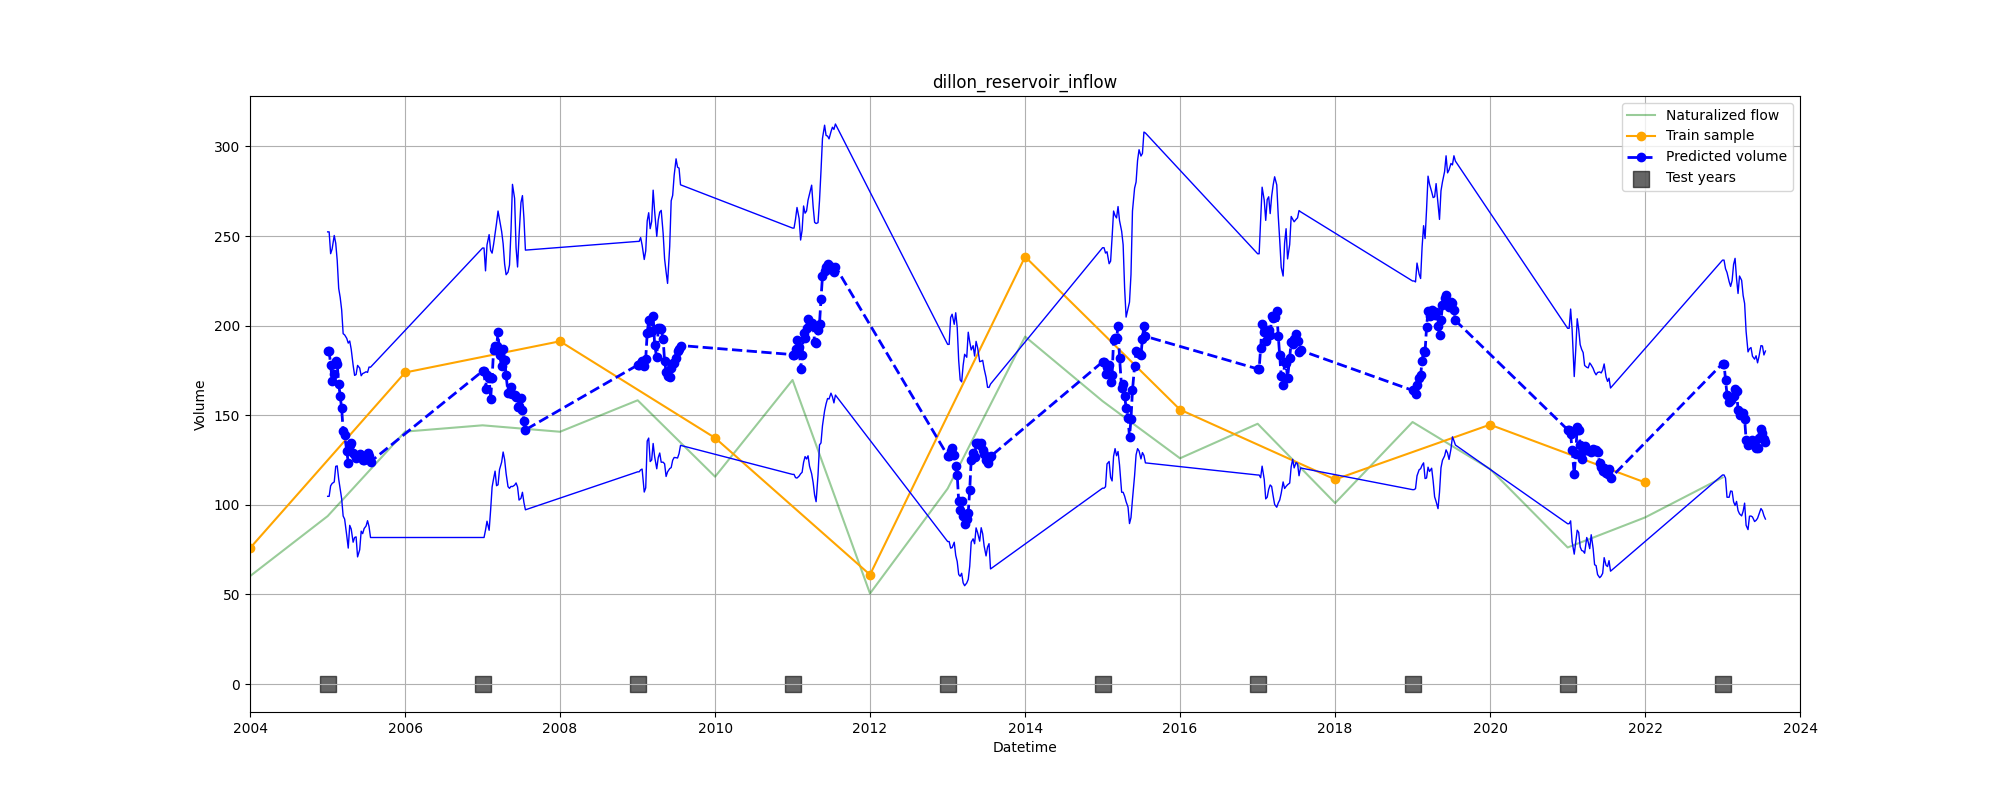 dillon_reservoir_inflow
Naturalized flow
Train sample
Predicted volume
Test years
Volume
300
250
200
150
100
50
0
2004 2006 2008 2010 2012 2014 2016 2018 2020 2022 2024
Datetime